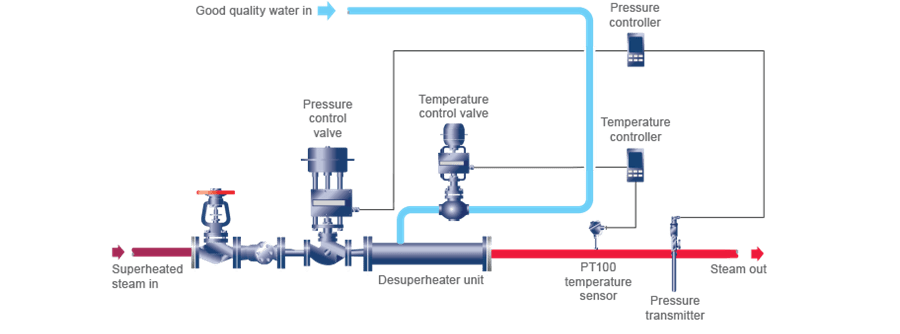 Good quality water in
Pressure
controller
Temperature
control valve
Pressure
control
valve
Temperature
controller
Superheated
steam in
Desuperheater unit
PT100
temperature
sensor
Pressure
transmitter
Steam out